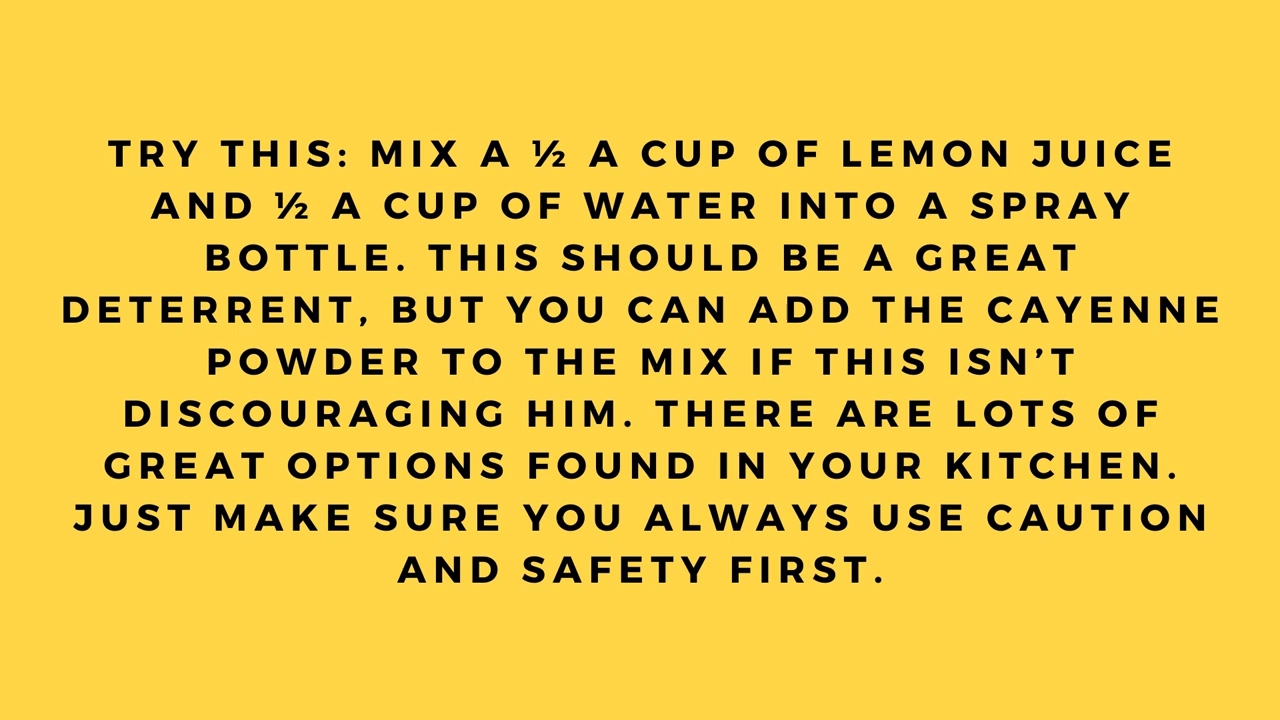 TRY THIS: MIX A ½ A CUP OF LEMON JUICE
AND ½ A CUP OF WATER INTO A SPRAY
BOTTLE. THIS SHOULD BE A GREAT
DETERRENT, BUT YOU CAN ADD THE CAYENNE
POWDER TO THE MIX IF THIS ISN’T
DISCOURAGING HIM. THERE ARE LOTS OF
GREAT OPTIONS FOUND IN YOUR KITCHEN.
JUST MAKE SURE YOU ALWAYS USE CAUTION
AND SAFETY FIRST.